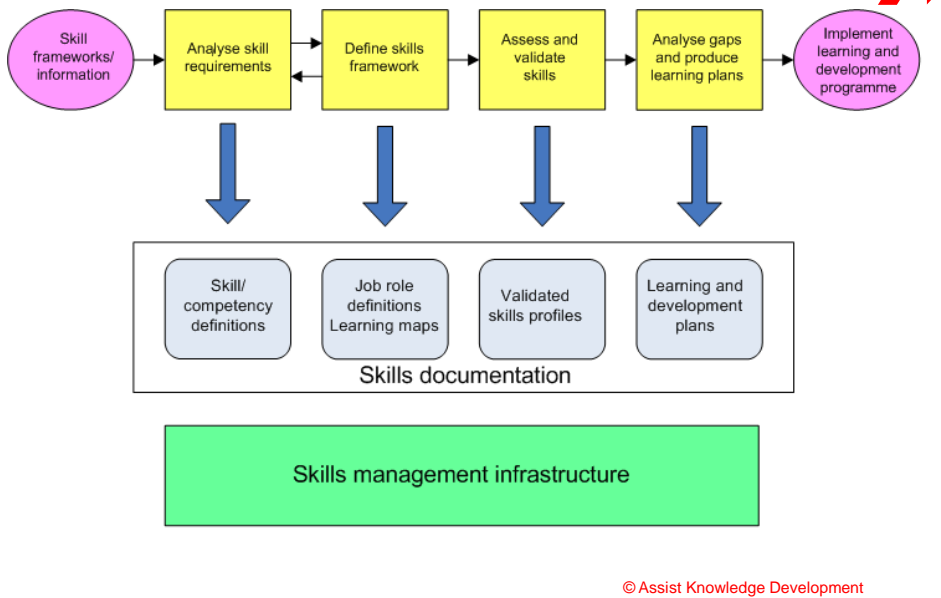 Skill
frameworks/
information
Analyse skill
requirements
Define skills
framework
Assess and
validate
skills
Analyse gaps
and produce
learning plans
Implement
learning and
development
programme
Skill/
competency
definitions
Job role
definitions
Learning maps
Validated
skills profiles
Learning and
development
plans
Skills documentation
Skills management infrastructure
© Assist Knowledge Development